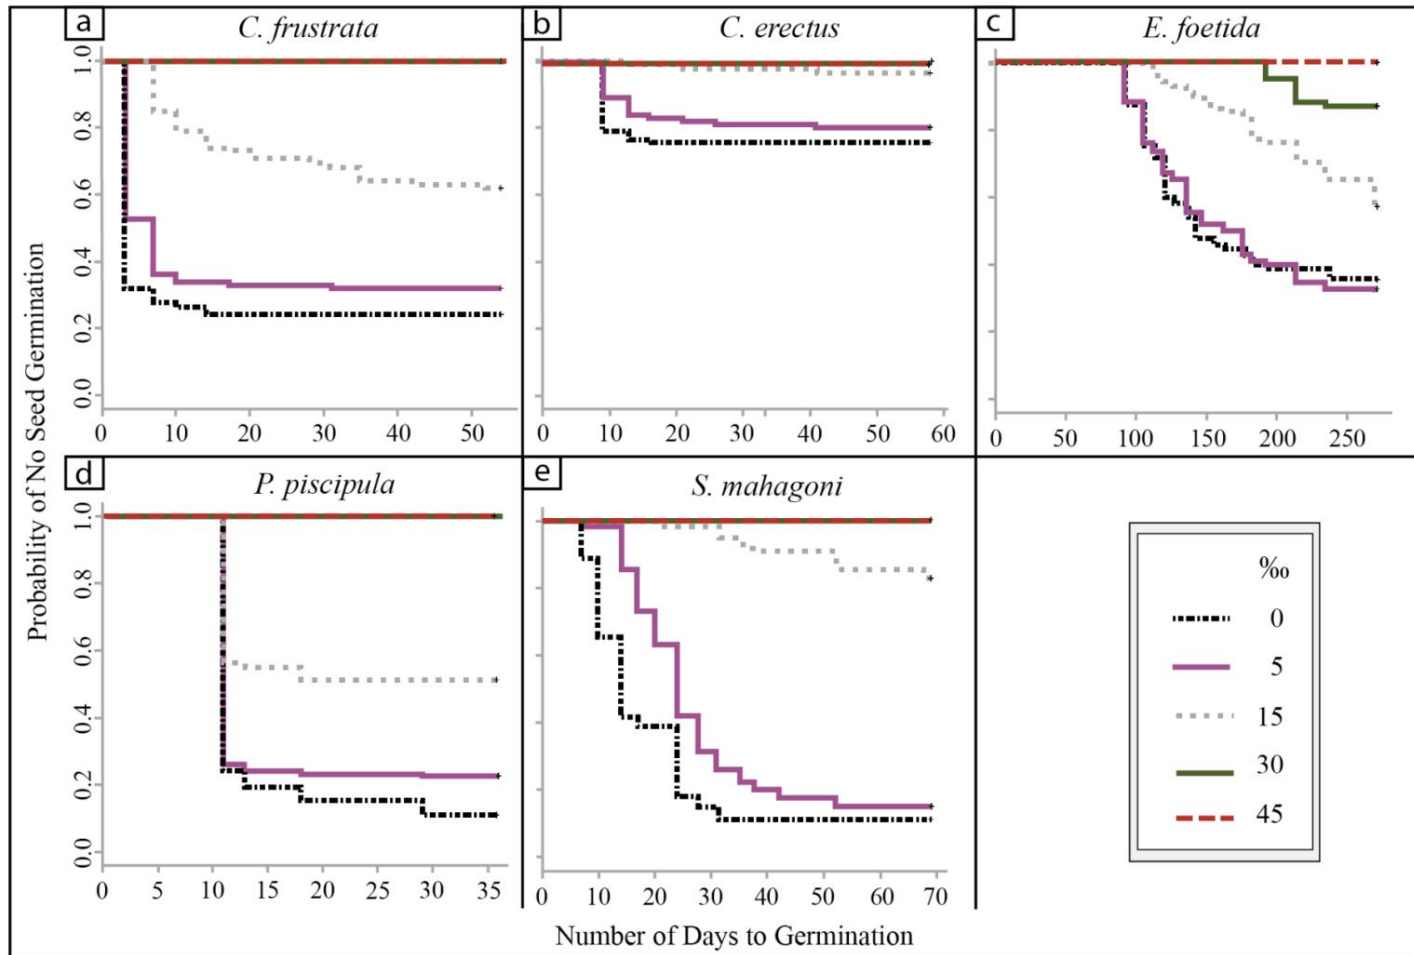 a
C. frustrata
b
C. erectus
c
E. foetida
Probability of No Seed Germination
1.0
0.8
0.6
0.4
0.2
0.0
0 10 20 30 40 50
0 10 20 30 40 50 60
0 50 100 150 200 250
d
P. piscipula
e
S. mahagoni
1.0
0.8
0.6
0.4
0.2
0.0
0 5 10 15 20 25 30 35
0 10 20 30 40 50 60 70
‰
0
5
15
30
45
Number of Days to Germination